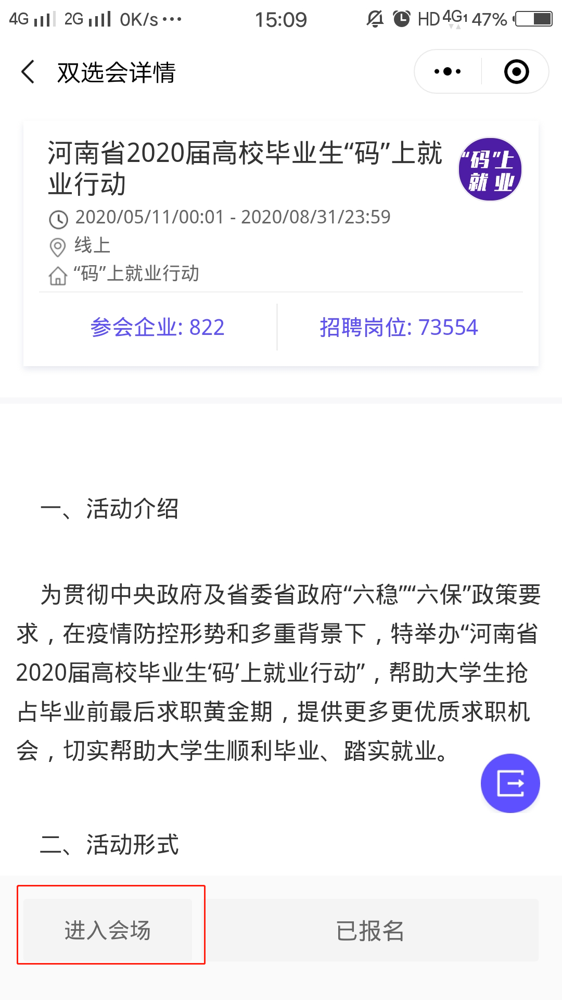 4G 2G 0K/s... 15:09 HD 4G1 47%
双选会详情
河南省2020届高校毕业生“码”上就
业行动
“码”上
就 业
2020/05/11/00:01 - 2020/08/31/23:59
线上
“码”上就业行动
参会企业: 822
招聘岗位: 73554
一、活动介绍
为贯彻中央政府及省委省政府“六稳”“六保”政策要
求，在疫情防控形势和多重背景下，特举办“河南省
2020届高校毕业生‘码’上就业行动”，帮助大学生抢
占毕业前最后求职黄金期，提供更多更优质求职机
会，切实帮助大学生顺利毕业、踏实就业。
二、活动形式
进入会场
已报名